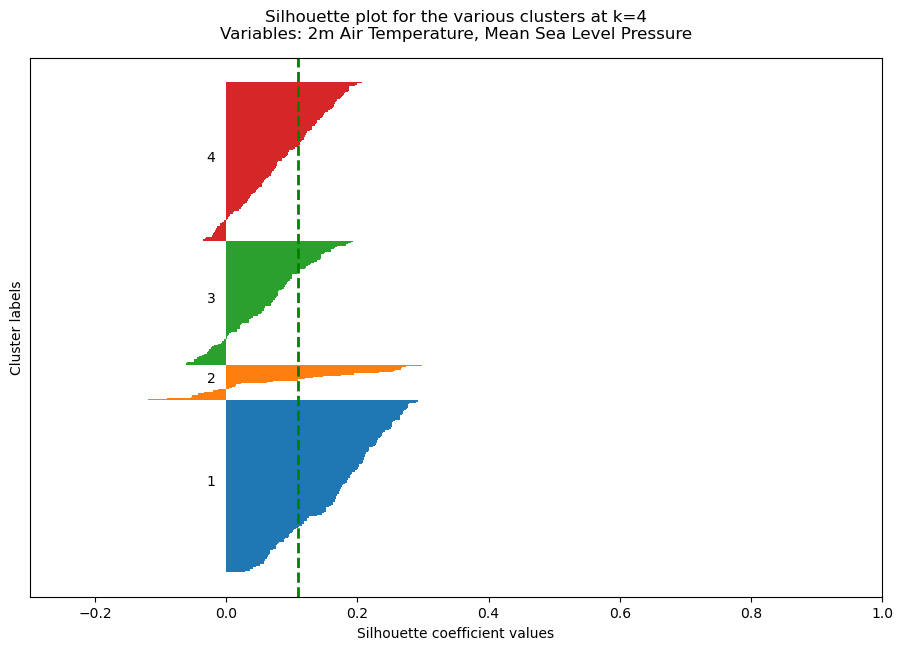 Silhouette plot for the various clusters at k=4
Variables: 2m Air Temperature, Mean Sea Level Pressure
Cluster labels
4
3
2
1
−0.2
0.0
0.2
0.4
0.6
0.8
1.0
Silhouette coefficient values